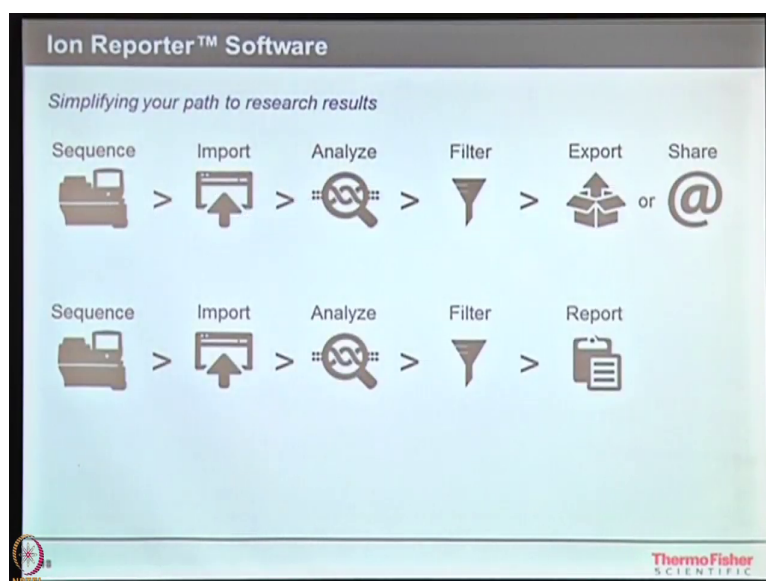 Ion Reporter™ Software
Simplifying your path to research results
Sequence Import Analyze Filter Export Share
> > > > or @
Sequence Import Analyze Filter Report
> > > >
ThermoFisher
SCIENTIFIC